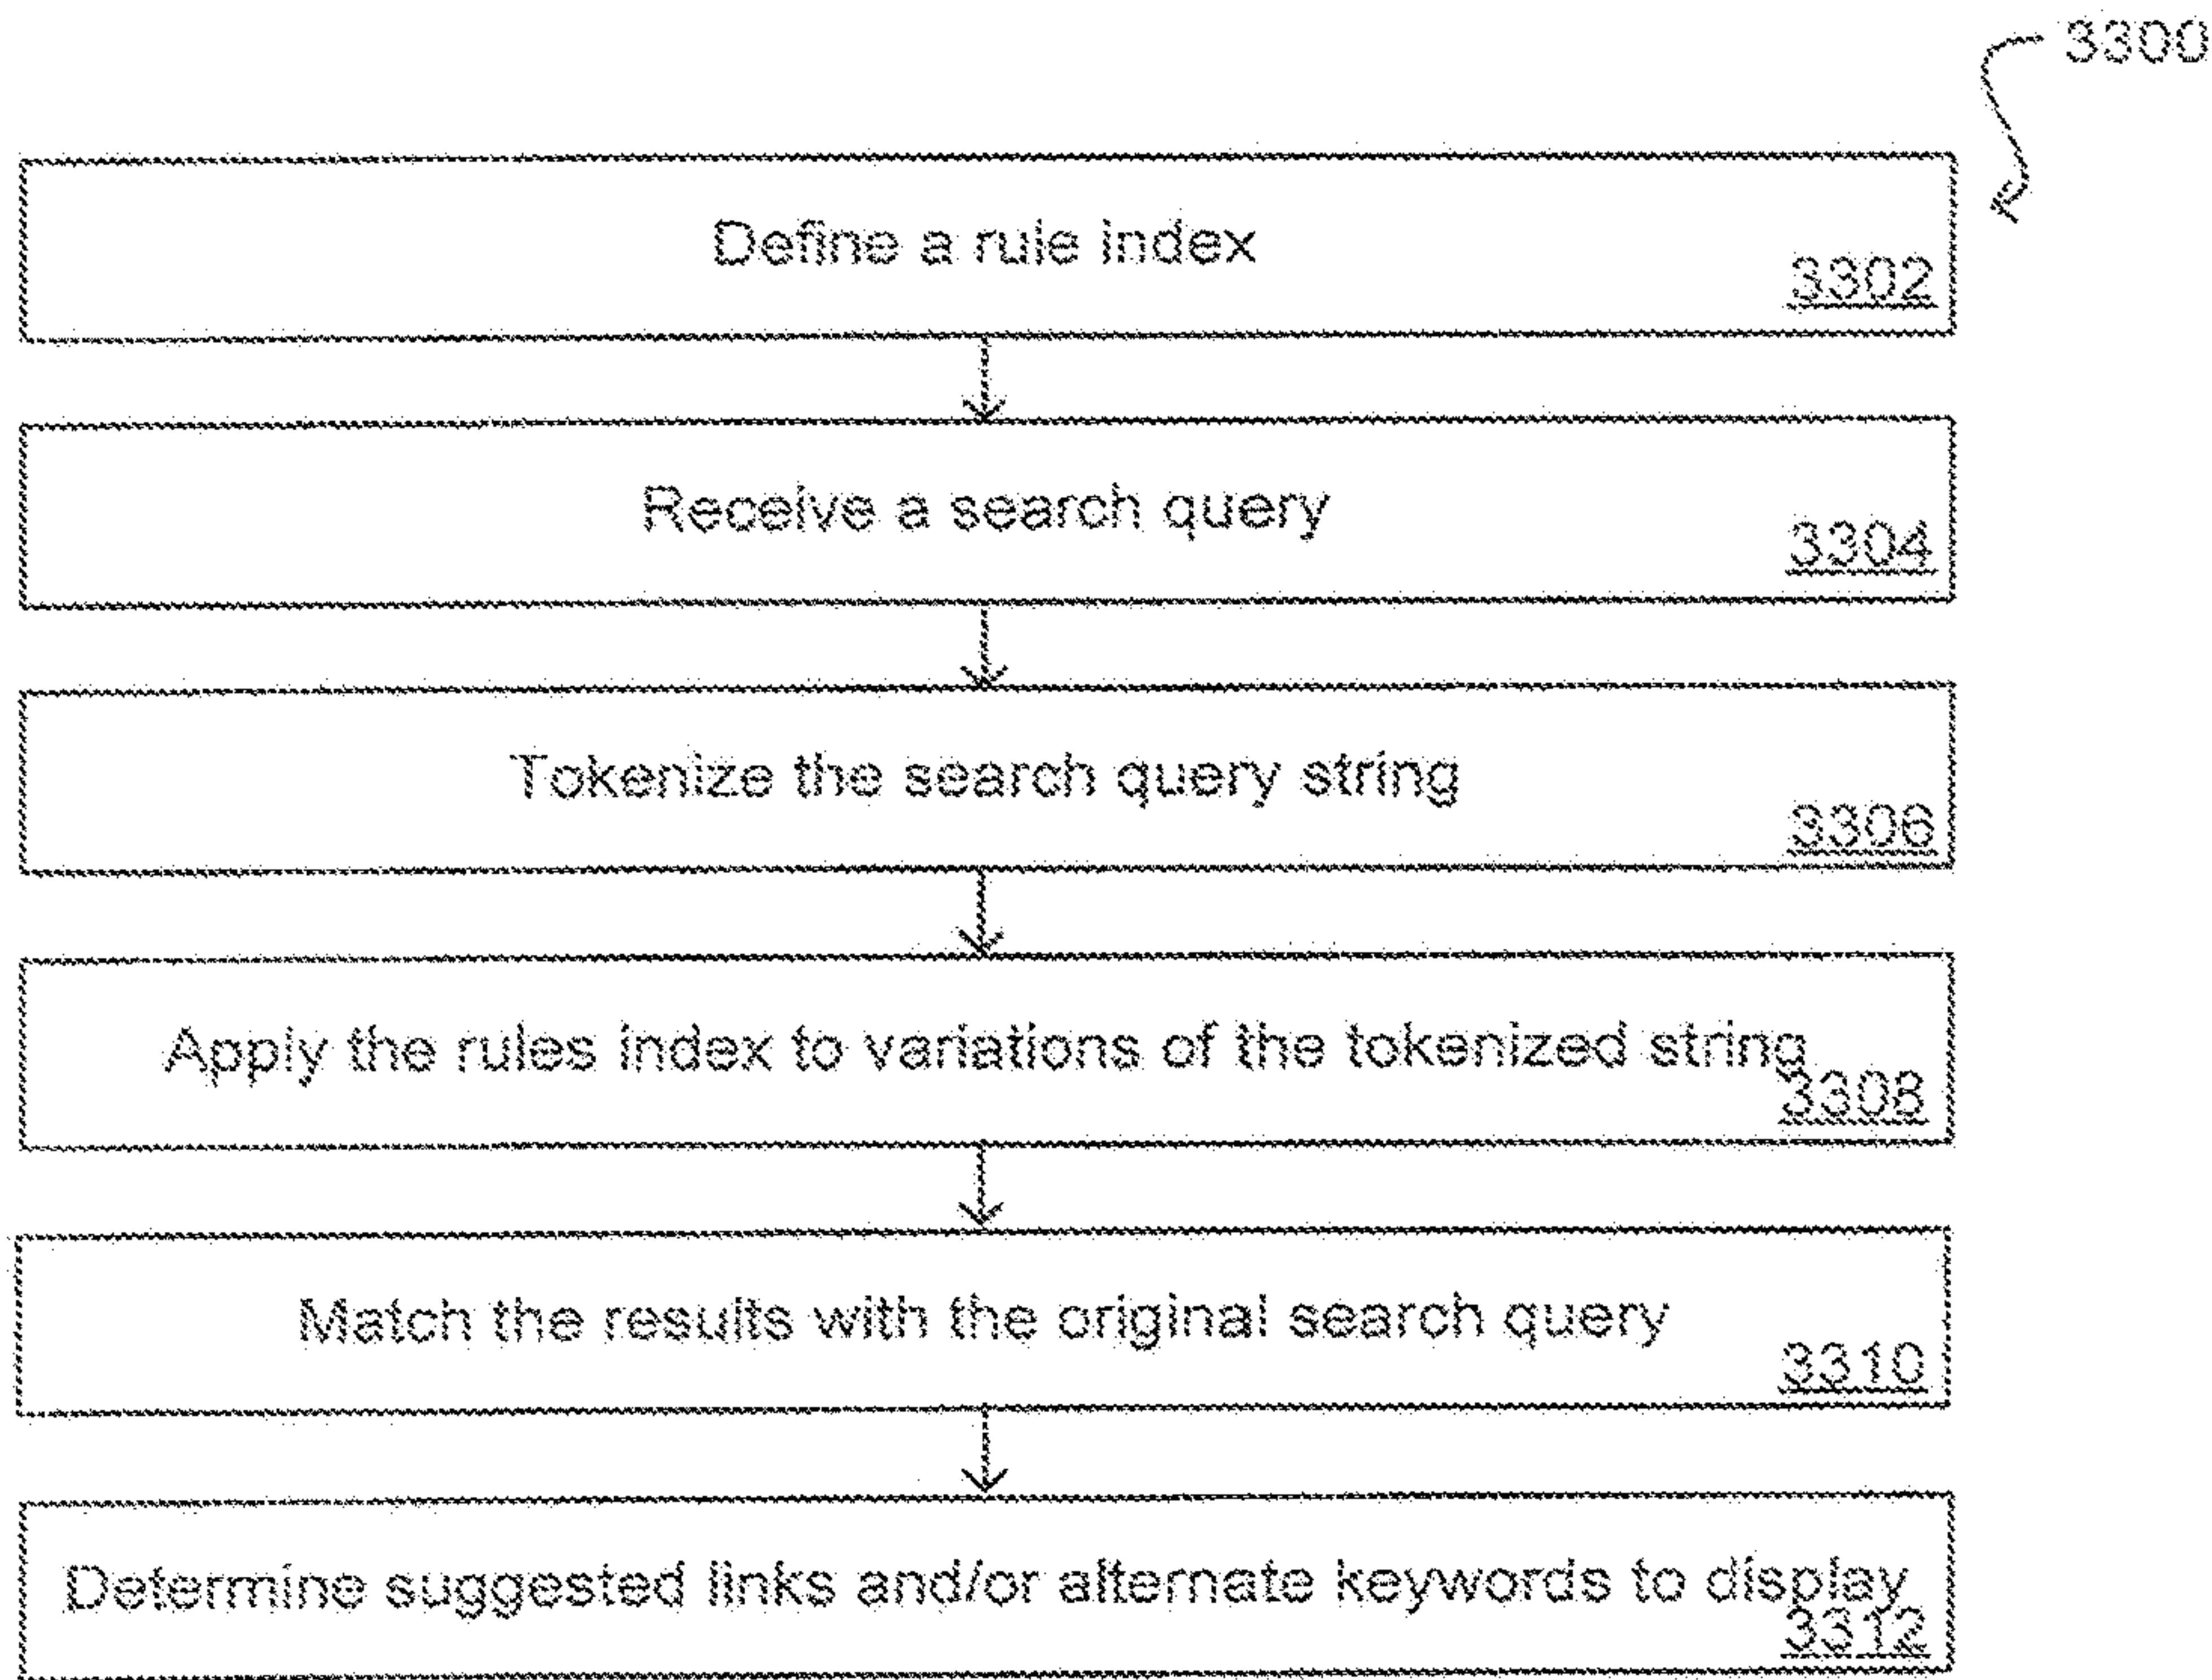 3300
Define a rule index
3302
Receive a search query
3304
Tokenize the search query string
3306
Apply the rules index to variations of the tokenized string
3308
Match the results with the original search query
3310
Determine suggested links and/or alternate keywords to display
3312